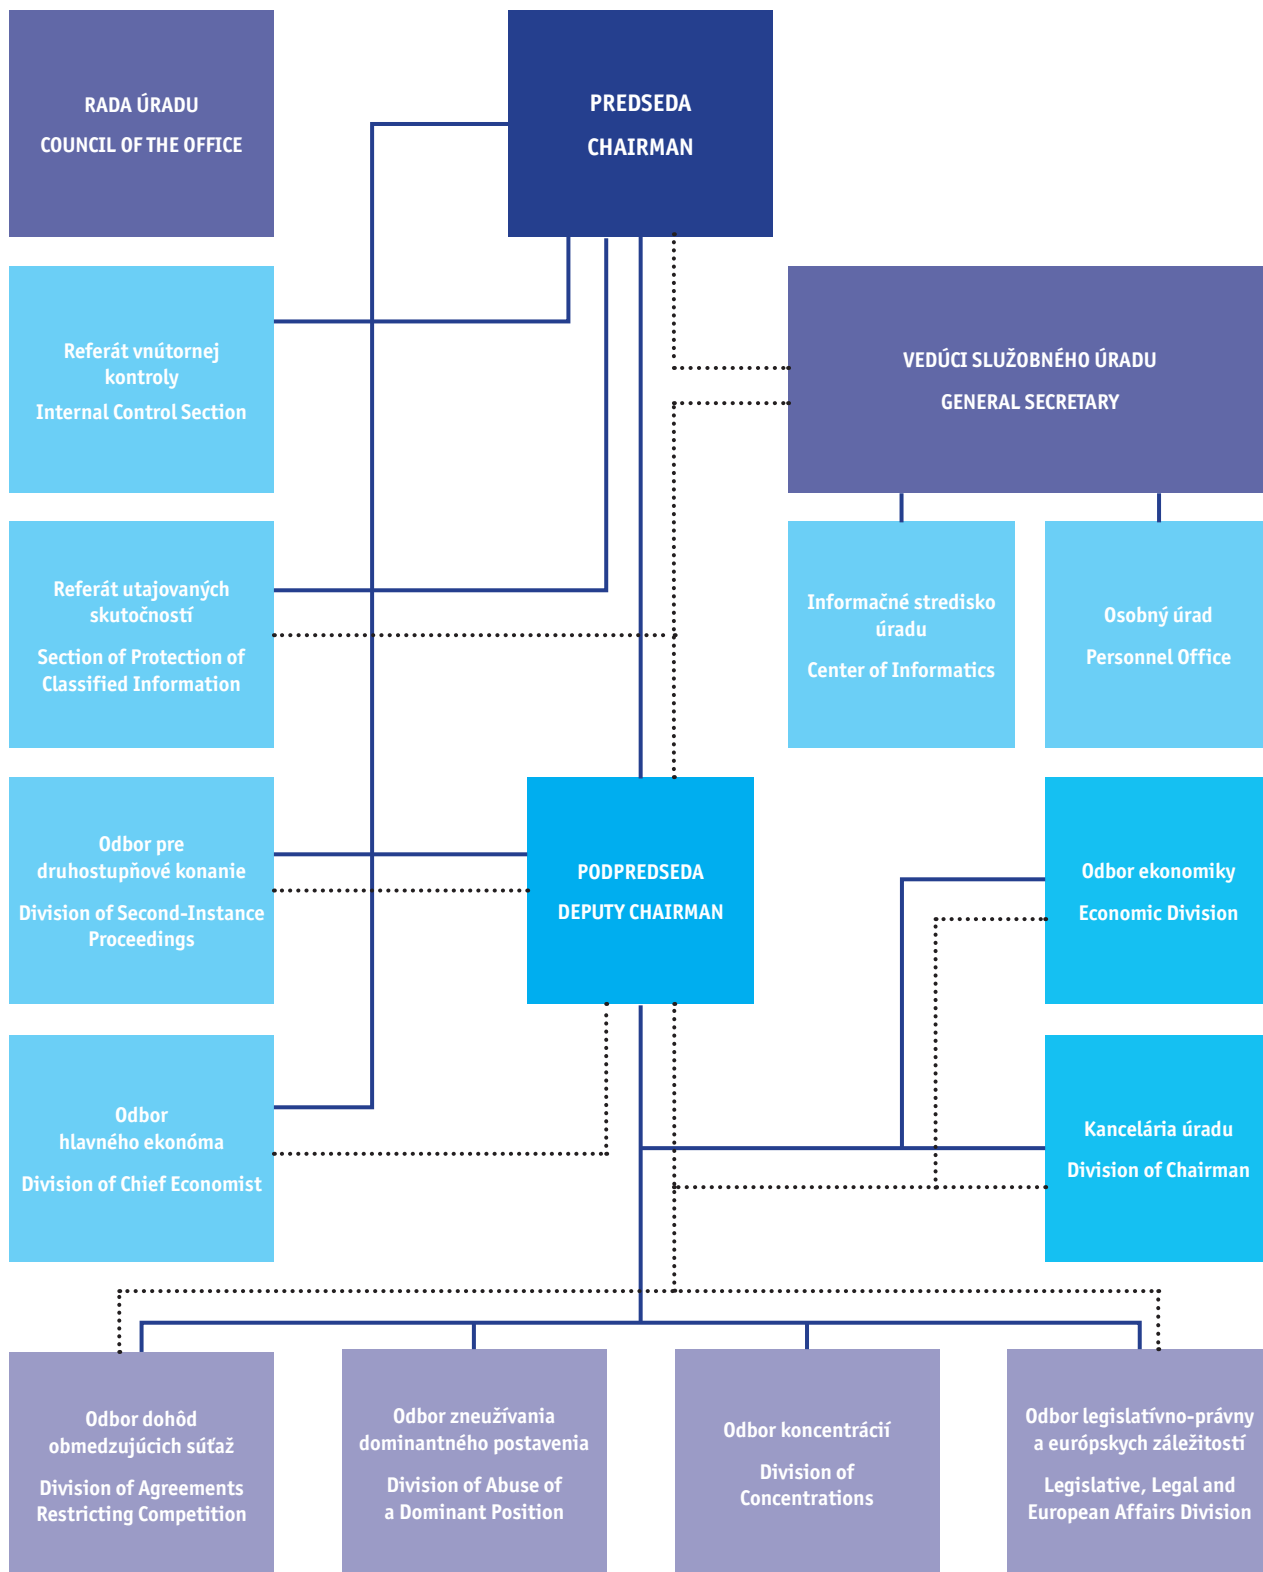 RADA ÚRADU
COUNCIL OF THE OFFICE
PREDSEDA
CHAIRMAN
Referát vnútornej
kontroly
Internal Control Section
VEDÚCI SLUŽOBNÉHO ÚRADU
GENERAL SECRETARY
Referát utajovaných
skutočností
Section of Protection of
Classified Information
Informačné stredisko
úradu
Center of Informatics
Osobný úrad
Personnel Office
Odbor pre
druhostupňové konanie
Division of Second-Instance
Proceedings
PODPREDSEDA
DEPUTY CHAIRMAN
Odbor ekonomiky
Economic Division
Odbor
hlavného ekonóma
Division of Chief Economist
Kancelária úradu
Division of Chairman
Odbor dohôd
obmedzujúcich súťaž
Division of Agreements
Restricting Competition
Odbor zneužívania
dominantného postavenia
Division of Abuse of
a Dominant Position
Odbor koncentrácií
Division of
Concentrations
Odbor legislatívno-právny
a európskych záležitostí
Legislative, Legal and
European Affairs Division